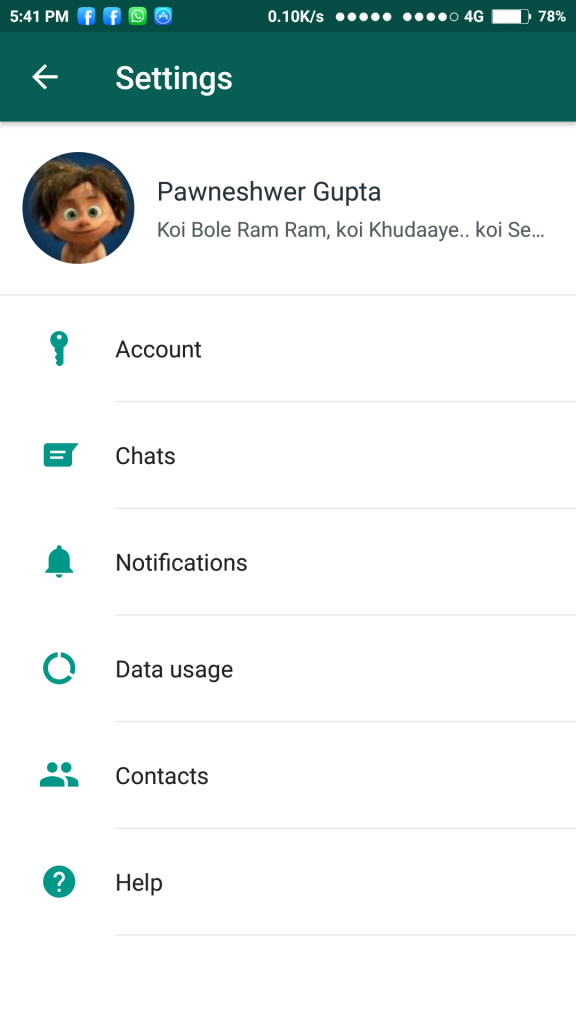 5:41 PM 0.10K/s 4G 78%
Settings
Pawneshwer Gupta
Koi Bole Ram Ram, koi Khudaaye.. koi Se...
Account
Chats
Notifications
Data usage
Contacts
Help